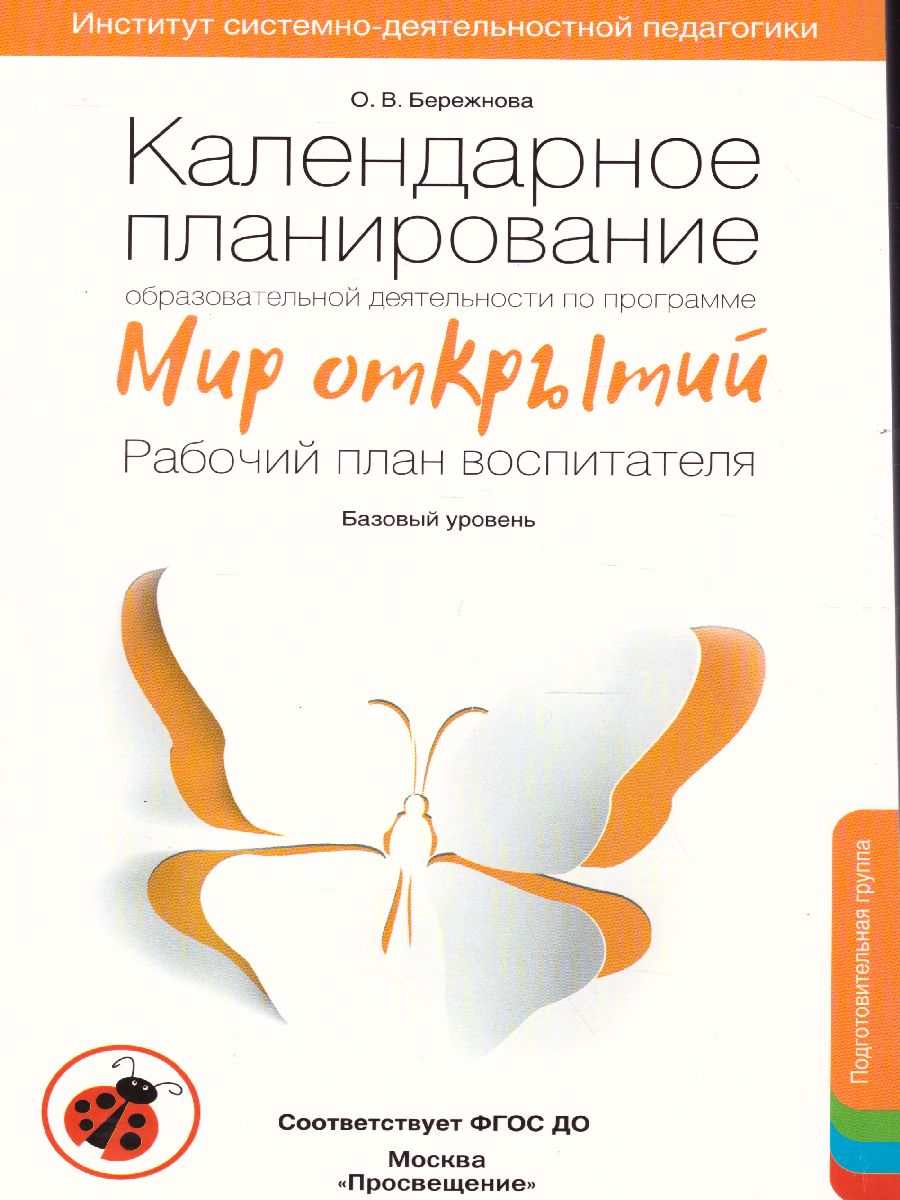 Институт системно-деятельностной педагогики
О. В. Бережнова
Календарное
планирование
образовательной деятельности по программе
Мир открытий
Рабочий план воспитателя
Базовый уровень
Подготовительная группа
Соответствует ФГОС ДО
Москва
«Просвещение»